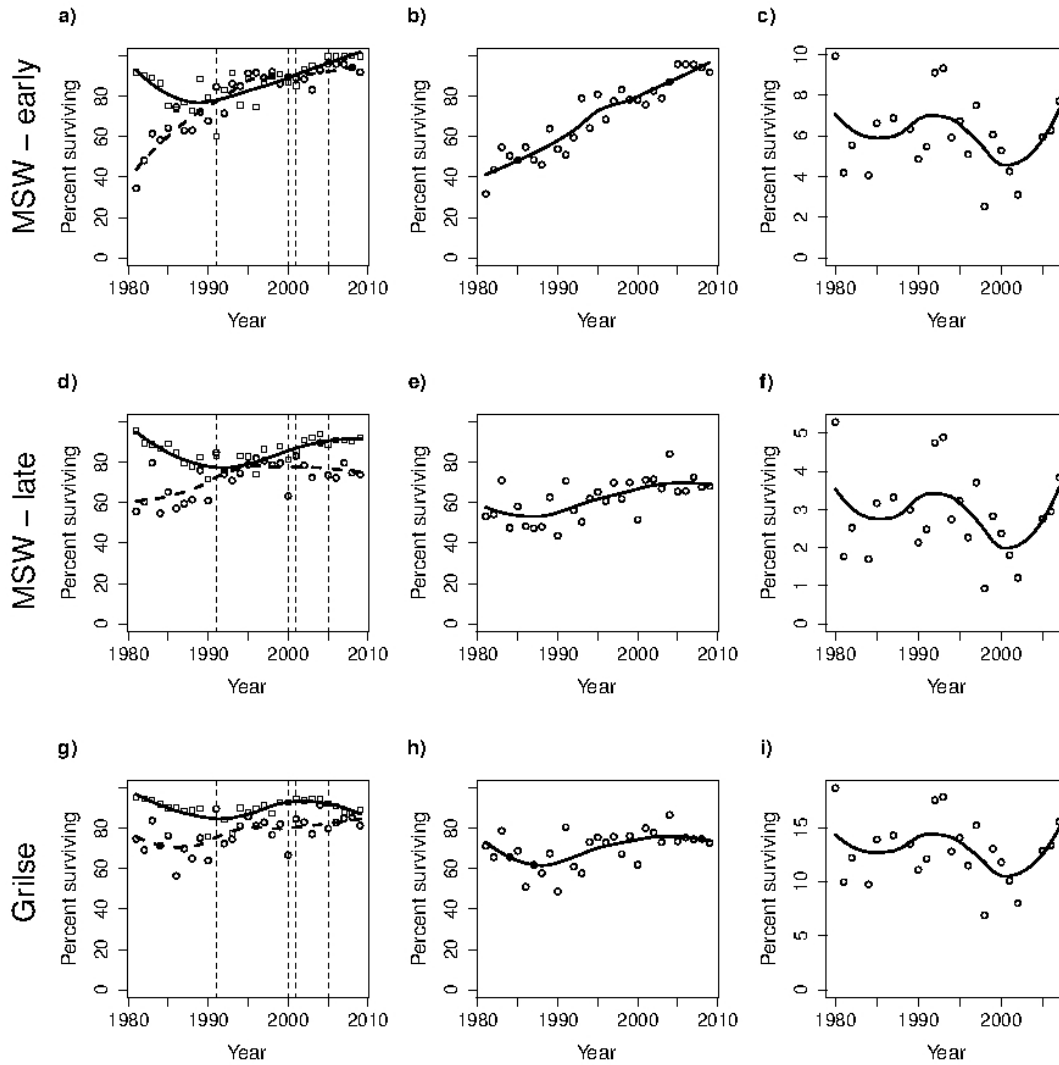 a) b) c)
MSW – early
Percent surviving
0 20 40 60 80
1980 1990 2000 2010
Year
Percent surviving
0 20 40 60 80
1980 1990 2000 2010
Year
Percent surviving
0 2 4 6 8 10
1980 1990 2000
Year
d) e) f)
MSW – late
Percent surviving
0 20 40 60 80
1980 1990 2000 2010
Year
Percent surviving
0 20 40 60 80
1980 1990 2000 2010
Year
Percent surviving
0 1 2 3 4 5
1980 1990 2000
Year
g) h) i)
Grilse
Percent surviving
0 20 40 60 80
1980 1990 2000 2010
Year
Percent surviving
0 20 40 60 80
1980 1990 2000 2010
Year
Percent surviving
0 5 10 15
1980 1990 2000
Year